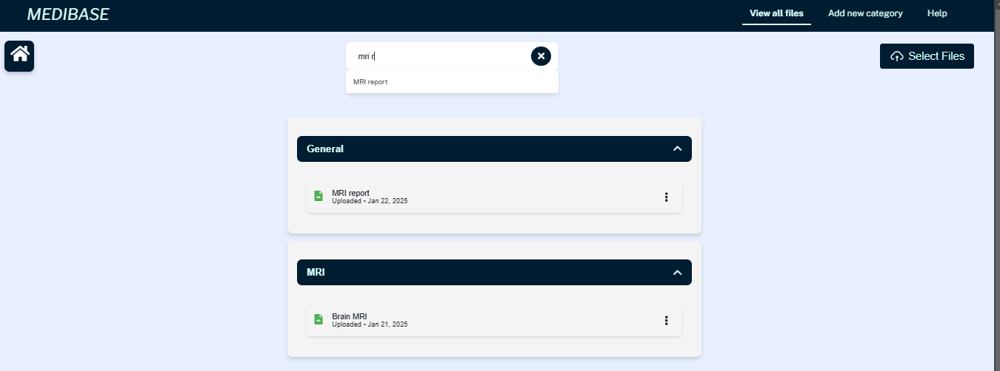 MEDIBASE
View all files Add new category Help
mri r
Select Files
MRI report
General
MRI report
Uploaded • Jan 22, 2025
MRI
Brain MRI
Uploaded • Jan 21, 2025